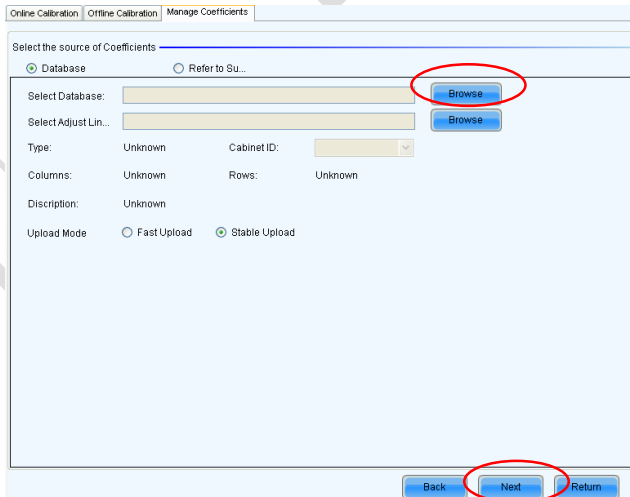 Online Calibration Offline Calibration Manage Coefficients
Select the source of Coefficients
Database Refer to Su...
Select Database: Browse
Select Adjust Lin... Browse
Type: Unknown Cabinet ID:
Columns: Unknown Rows: Unknown
Discription: Unknown
Upload Mode Fast Upload Stable Upload
Back Next Return